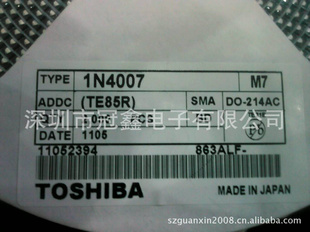 TYPE 1N4007 M7
ADDC (TE85R) SMA DO-214AC
深圳市冠鑫电子有限公司
DATE 1105
11052394 863ALF-
TOSHIBA MADE IN JAPAN
szguanxin2008.cn.alibaba.com